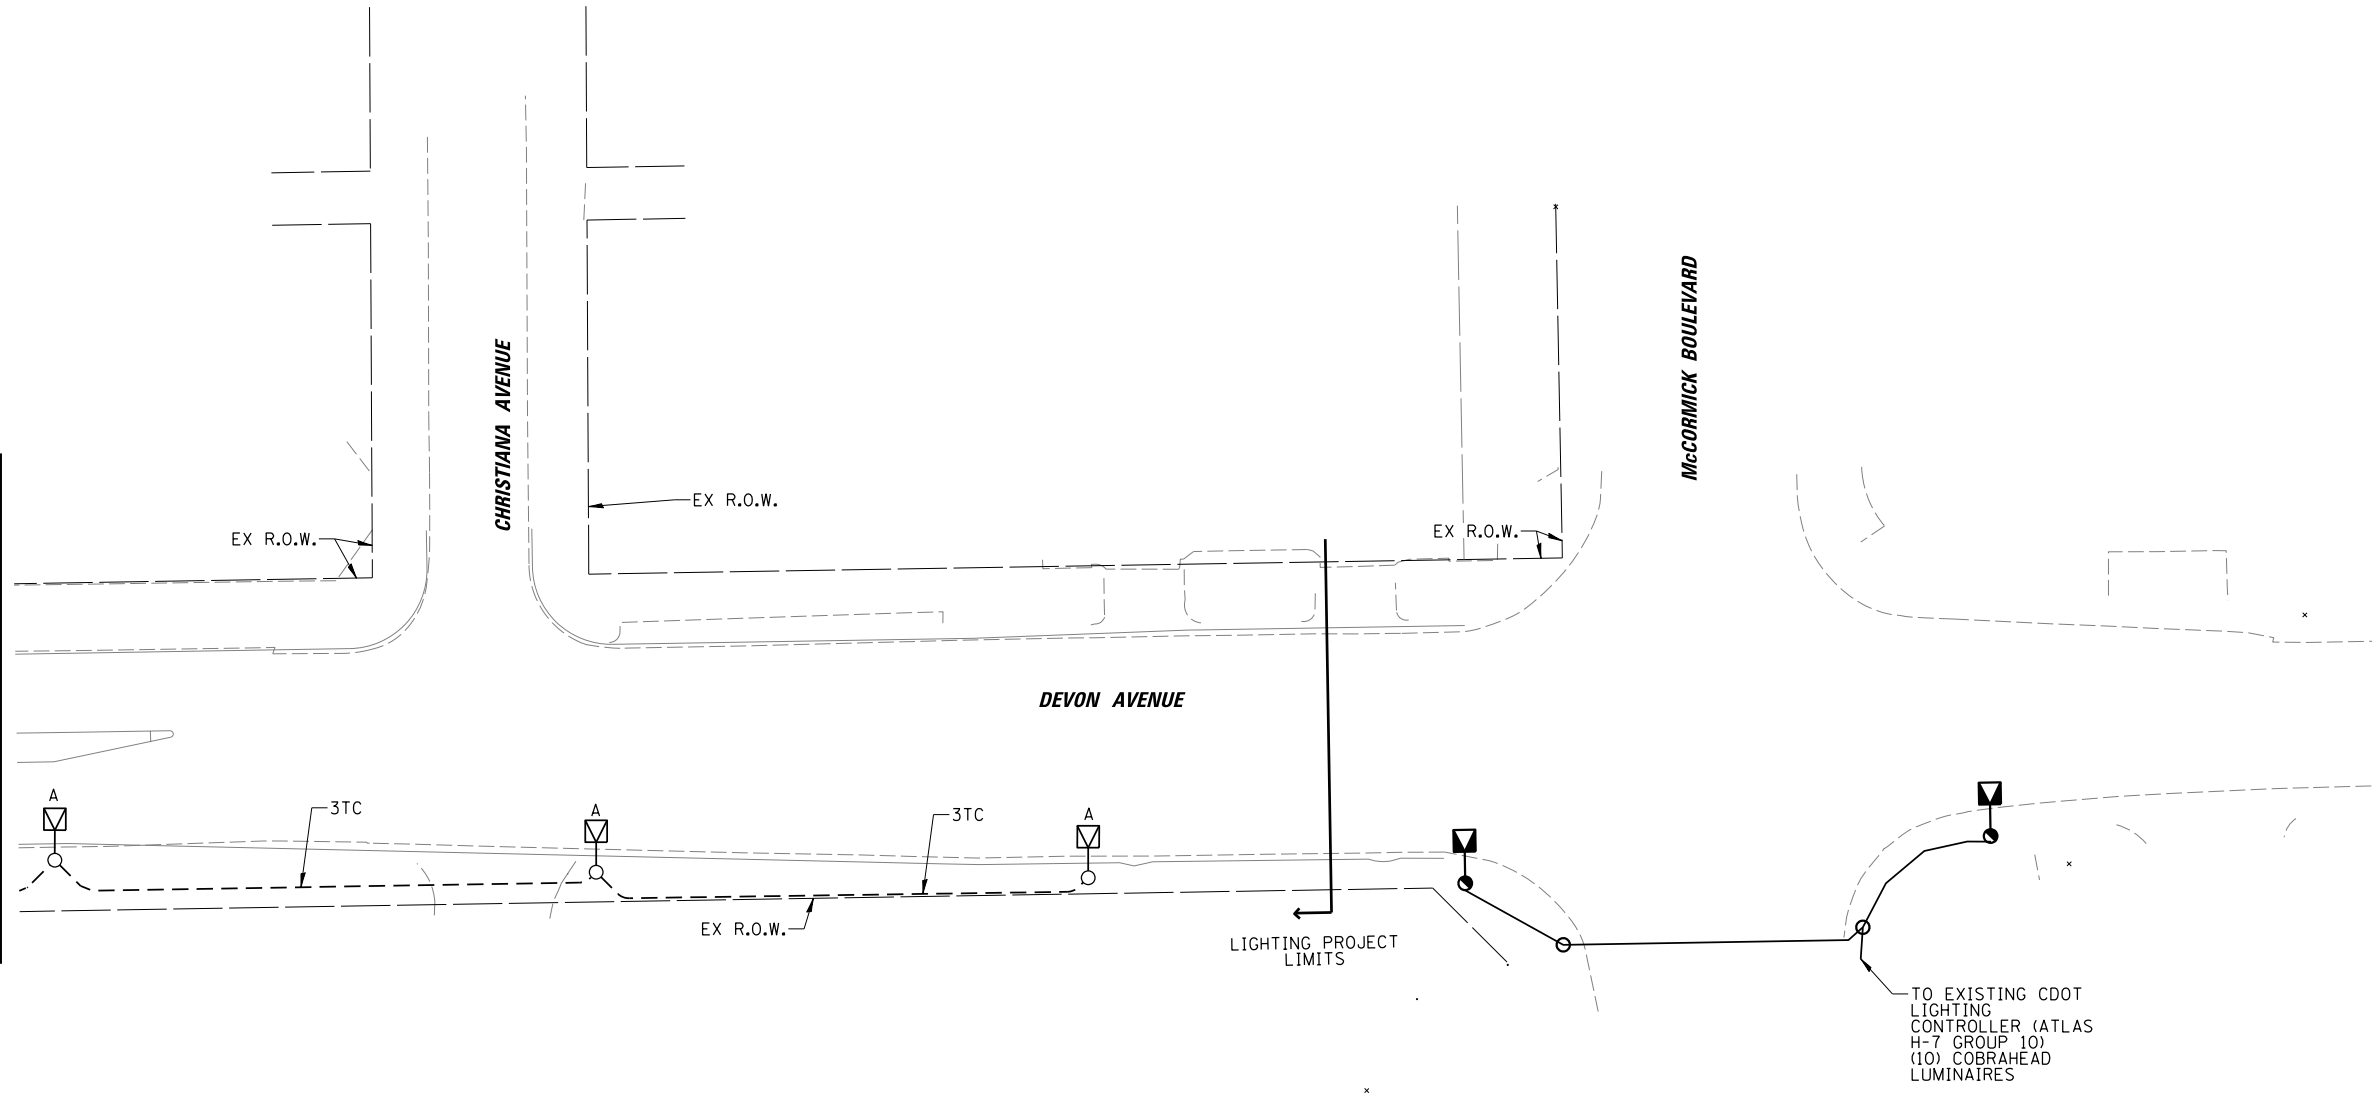 McCORMICK BOULEVARD
CHRISTIANA AVENUE
EX R.O.W.
EX R.O.W.
EX R.O.W.
DEVON AVENUE
A
A
A
3TC
3TC
EX R.O.W.
LIGHTING PROJECT
LIMITS
TO EXISTING CDOT
LIGHTING
CONTROLLER (ATLAS
H-7 GROUP 10)
(10) COBRAHEAD
LUMINAIRES